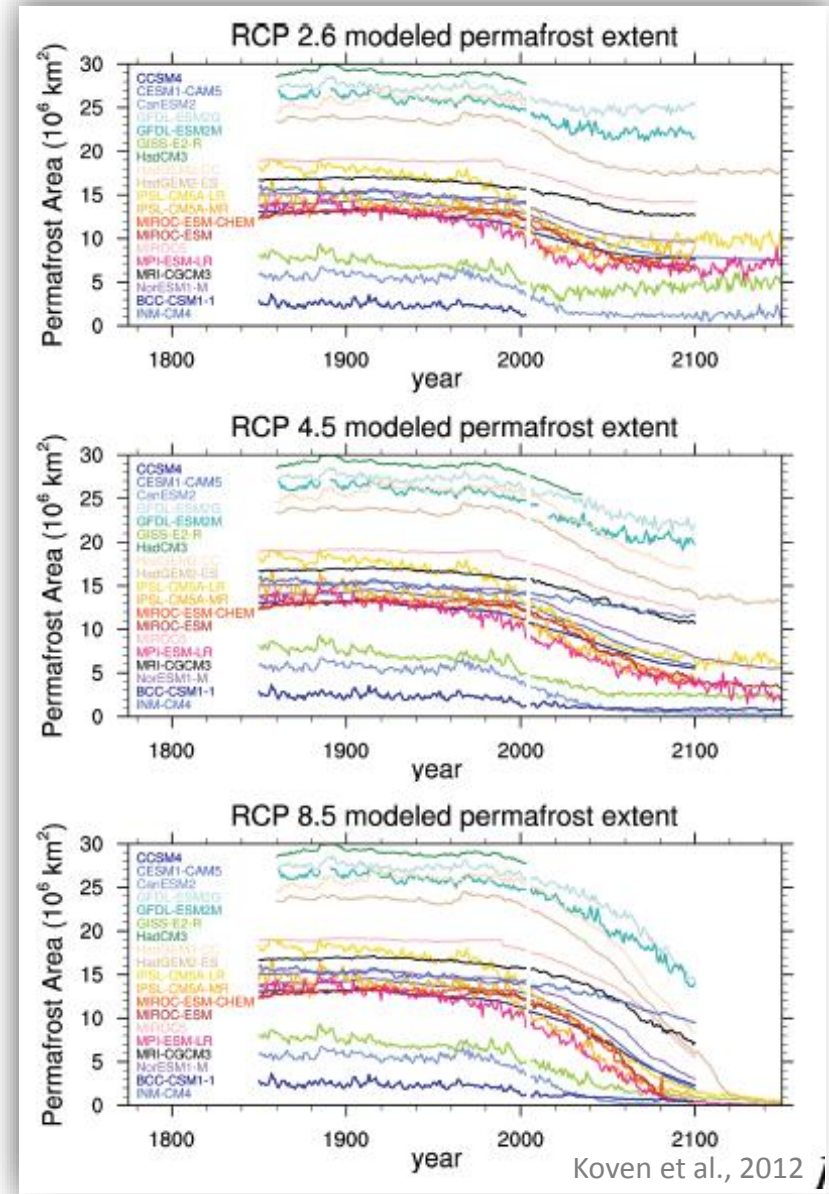 RCP 2.6 modeled permafrost extent
Permafrost Area (10⁶ km²)
30
25
20
15
10
5
0
CCSM4
CESM1-CAM5
CanESM2
GFDL-ESM2G
GFDL-ESM2M
GISS-E2-R
HadCM3
HadGEM2-CC
HadGEM2-ES
IPSL-CM5A-LR
IPSL-CM5A-MR
MIROC-ESM-CHEM
MIROC-ESM
MIROC5
MPI-ESM-LR
MRI-CGCM3
NorESM1-M
BCC-CSM1-1
INM-CM4
1800 1900 2000 2100
year
RCP 4.5 modeled permafrost extent
Permafrost Area (10⁶ km²)
30
25
20
15
10
5
0
CCSM4
CESM1-CAM5
CanESM2
GFDL-ESM2G
GFDL-ESM2M
GISS-E2-R
HadCM3
HadGEM2-CC
HadGEM2-ES
IPSL-CM5A-LR
IPSL-CM5A-MR
MIROC-ESM-CHEM
MIROC-ESM
MIROC5
MPI-ESM-LR
MRI-CGCM3
NorESM1-M
BCC-CSM1-1
INM-CM4
1800 1900 2000 2100
year
RCP 8.5 modeled permafrost extent
Permafrost Area (10⁶ km²)
30
25
20
15
10
5
0
CCSM4
CESM1-CAM5
CanESM2
GFDL-ESM2G
GFDL-ESM2M
GISS-E2-R
HadCM3
HadGEM2-CC
HadGEM2-ES
IPSL-CM5A-LR
IPSL-CM5A-MR
MIROC-ESM-CHEM
MIROC-ESM
MIROC5
MPI-ESM-LR
MRI-CGCM3
NorESM1-M
BCC-CSM1-1
INM-CM4
1800 1900 2000 2100
year
Koven et al., 2012